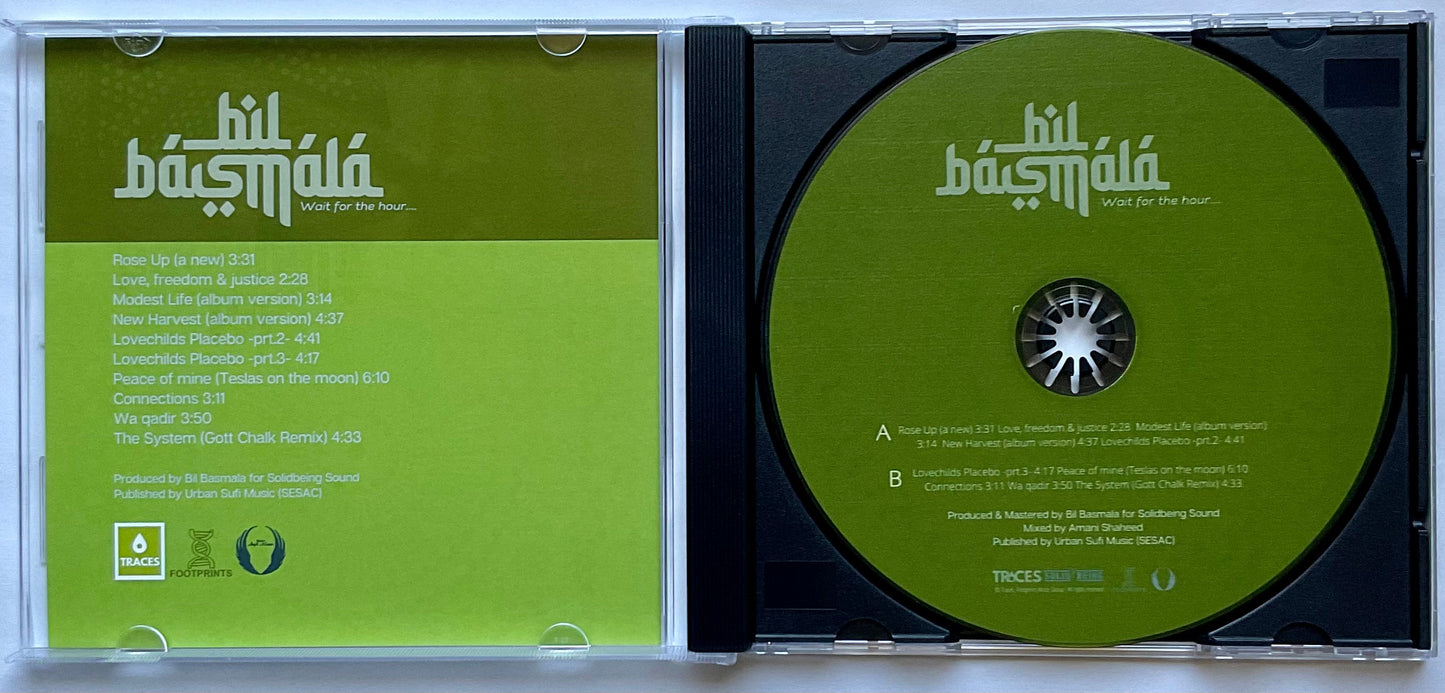 bil
básmálá
Wait for the hour....
Rose Up (a new) 3:31
Love, freedom & justice 2:28
Modest Life (album version) 3:14
New Harvest (album version) 4:37
Lovechilds Placebo -prt.2- 4:41
Lovechilds Placebo -prt.3- 4:17
Peace of mine (Teslas on the moon) 6:10
Connections 3:11
Wa qadir 3:50
The System (Gott Chalk Remix) 4:33
Produced by Bil Basmala for Solidbeing Sound
Published by Urban Sufi Music (SESAC)
TRACES
FOOTPRINTS
bil
básmálá
Wait for the hour....
A Rose Up (a new) 3:31 Love, freedom & justice 2:28 Modest Life (album version)
3:14 New Harvest (album version) 4:37 Lovechilds Placebo -prt.2- 4:41
B Lovechilds Placebo -prt.3- 4:17 Peace of mine (Teslas on the moon) 6:10
Connections 3:11 Wa qadir 3:50 The System (Gott Chalk Remix) 4:33
Produced & Mastered by Bil Basmala for Solidbeing Sound
Mixed by Amani Shaheed
Published by Urban Sufi Music (SESAC)
TRACES SOLID BEING